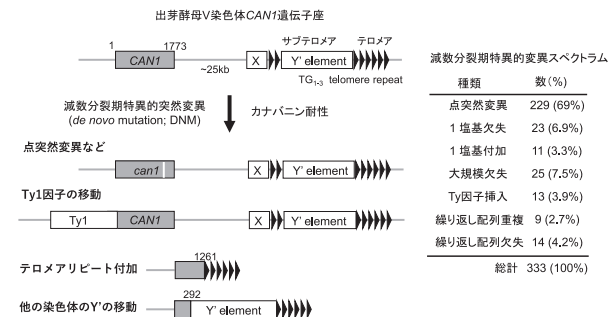 出芽酵母V染色体CAN1遺伝子座
1 1773
サブテロメア テロメア
CAN1 X Y' element
~25kb
TG1-3 telomere repeat
減数分裂期特異的突然変異
(de novo mutation; DNM)
カナバニン耐性
点突然変異など
can1 X Y' element
Ty1因子の移動
Ty1 CAN1 X Y' element
1261
テロメアリピート付加
292
他の染色体のY'の移動
Y' element
減数分裂期特異的変異スペクトラム
種類 数(%)
点突然変異 229 (69%)
1 塩基欠失 23 (6.9%)
1 塩基付加 11 (3.3%)
大規模欠失 25 (7.5%)
Ty因子挿入 13 (3.9%)
繰り返し配列重複 9 (2.7%)
繰り返し配列欠失 14 (4.2%)
総計 333 (100%)